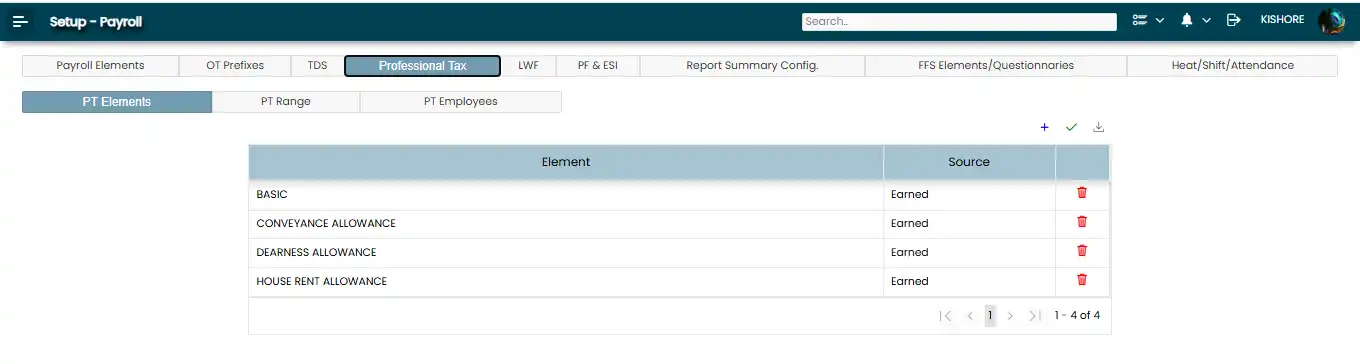 Setup - Payroll Search.. KISHORE
Payroll Elements OT Prefixes TDS Professional Tax LWF PF & ESI Report Summary Config. FFS Elements/Questionnaries Heat/Shift/Attendance
PT Elements PT Range PT Employees
Element Source
BASIC Earned
CONVEYANCE ALLOWANCE Earned
DEARNESS ALLOWANCE Earned
HOUSE RENT ALLOWANCE Earned
1 1 - 4 of 4